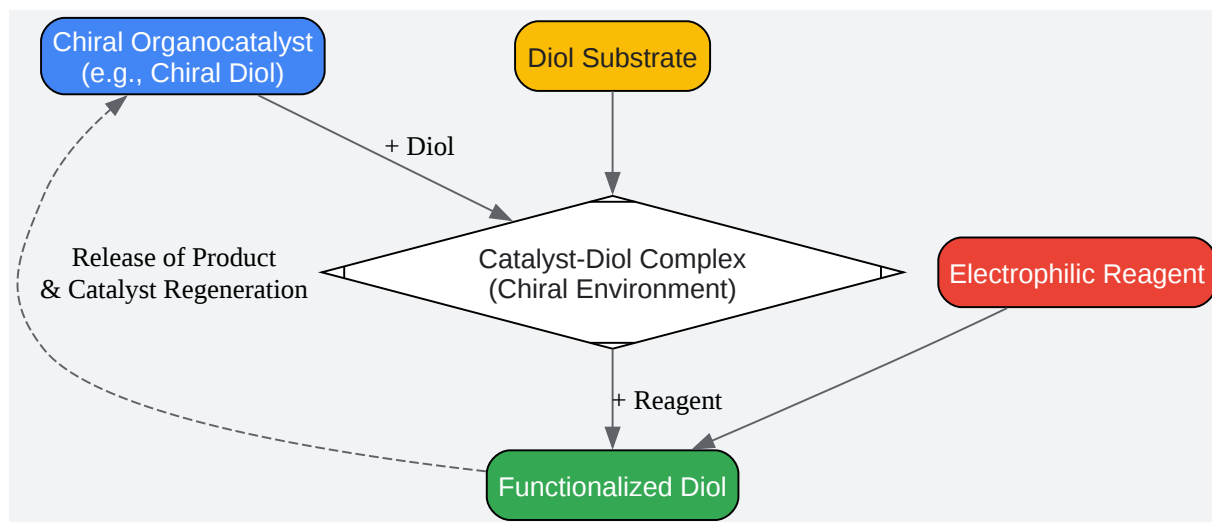 Chiral Organocatalyst
(e.g., Chiral Diol)
Diol Substrate
+ Diol
Release of Product
& Catalyst Regeneration
Catalyst-Diol Complex
(Chiral Environment)
Electrophilic Reagent
+ Reagent
Functionalized Diol